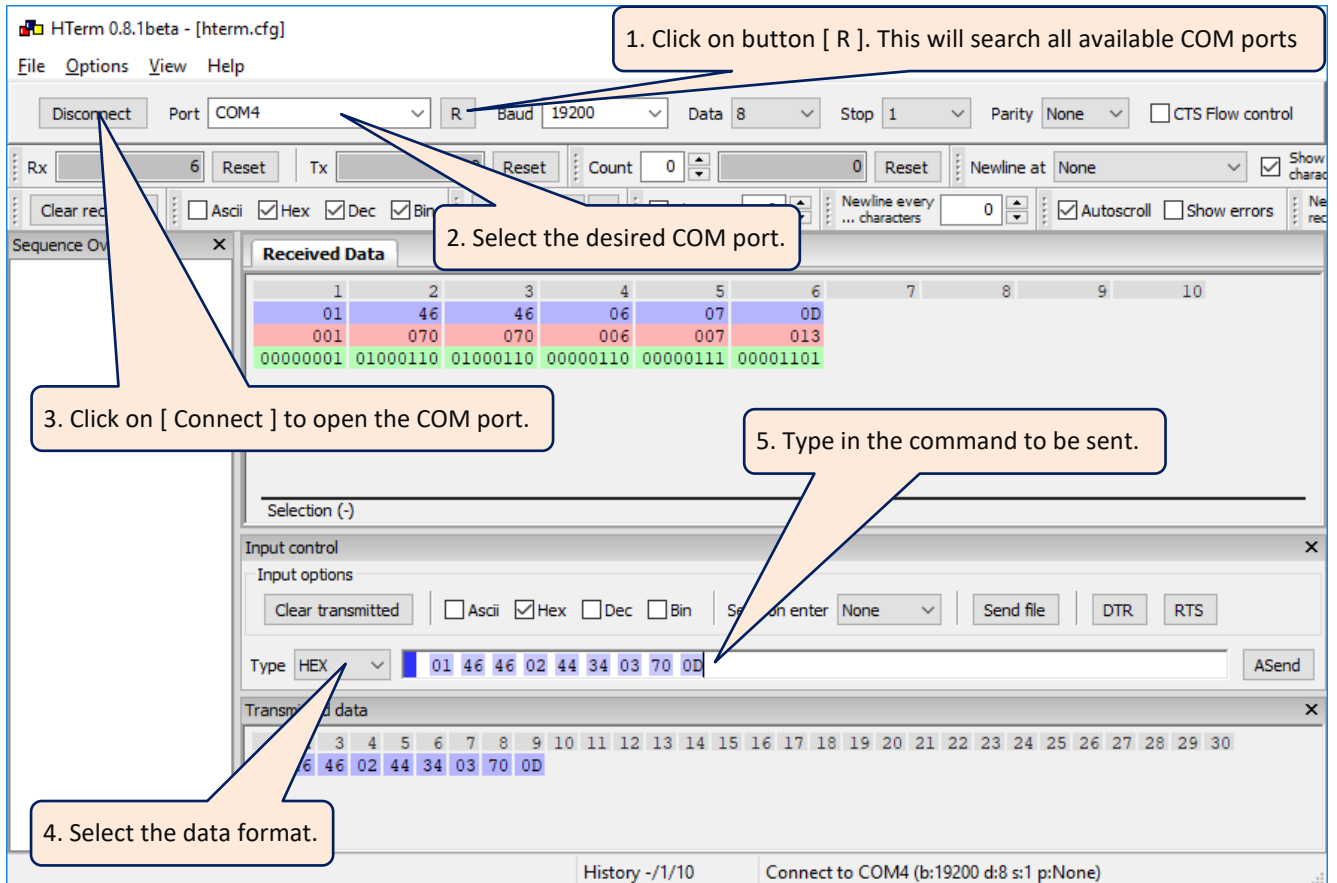 HTerm 0.8.1beta - [hterm.cfg]
1. Click on button [ R ]. This will search all available COM ports
File Options View Help
Disconnect Port COM4 R Baud 19200 Data 8 Stop 1 Parity None CTS Flow control
Rx 6 Reset Tx Reset Count 0 0 Reset Newline at None Show
Clear Ascii Hex Dec Bin Newline every ... characters 0 Autoscroll Show errors
2. Select the desired COM port.
Sequence
Received Data
1 2 3 4 5 6 7 8 9 10
01 46 46 06 07 0D
001 070 070 006 007 013
00000001 01000110 01000110 00000110 00000111 00001101
3. Click on [ Connect ] to open the COM port.
5. Type in the command to be sent.
Selection (-)
Input control
Input options
Clear transmitted Ascii Hex Dec Bin on enter None Send file DTR RTS
Type HEX 01 46 46 02 44 34 03 70 0D ASend
Transmitted data
3 4 5 6 7 8 9 10 11 12 13 14 15 16 17 18 19 20 21 22 23 24 25 26 27 28 29 30
46 02 44 34 03 70 0D
4. Select the data format.
History -/1/10 Connect to COM4 (b:19200 d:8 s:1 p:None)